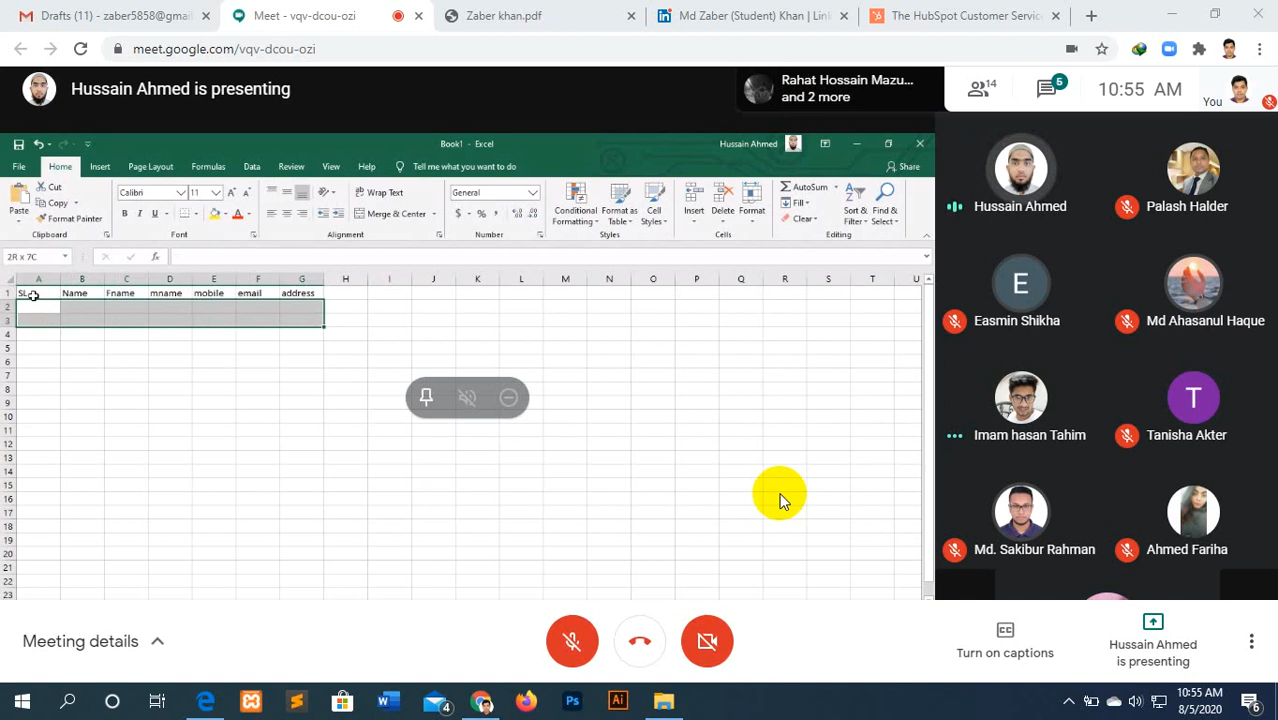 Drafts (11) - zaber5858@gmai
Meet - vqv-dcou-ozi
Zaber khan.pdf
Md Zaber (Student) Khan | Lin
The HubSpot Customer Servic
meet.google.com/vqv-dcou-ozi
Hussain Ahmed is presenting
Rahat Hossain Mazu...
and 2 more
14
5
10:55 AM
You
Book1 - Excel
Hussain Ahmed
File Home Insert Page Layout Formulas Data Review View Help Tell me what you want to do Share
Paste
Cut
Copy
Format Painter
Clipboard
Calibri 11
B I U
Font
Wrap Text
Merge & Center
Alignment
General
$ % ,
Number
Conditional Formatting
Format as Table
Cell Styles
Styles
Insert Delete Format
Cells
AutoSum
Fill
Clear
Sort & Filter
Find & Select
Editing
2R x 7C
fx
A B C D E F G H I J K L M N O P Q R S T U
1 SL Name Fname mname mobile email address
2
3
4
5
6
7
8
9
10
11
12
13
14
15
16
17
18
19
20
21
22
23
Hussain Ahmed
Palash Halder
E
Easmin Shikha
Md Ahasanul Haque
Imam hasan Tahim
T
Tanisha Akter
Md. Sakibur Rahman
Ahmed Fariha
Meeting details
CC
Turn on captions
Hussain Ahmed
is presenting
4
Ps
Ai
10:55 AM
8/5/2020
6